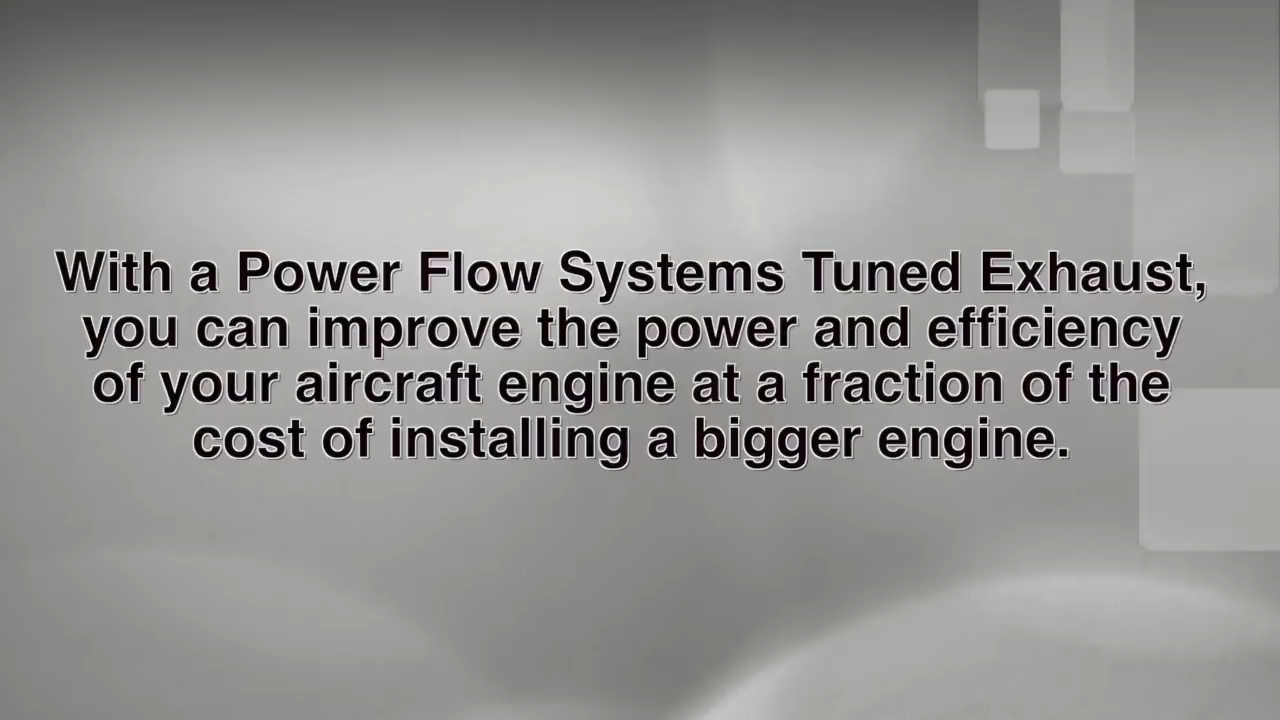 With a Power Flow Systems Tuned Exhaust,
you can improve the power and efficiency
of your aircraft engine at a fraction of the
cost of installing a bigger engine.